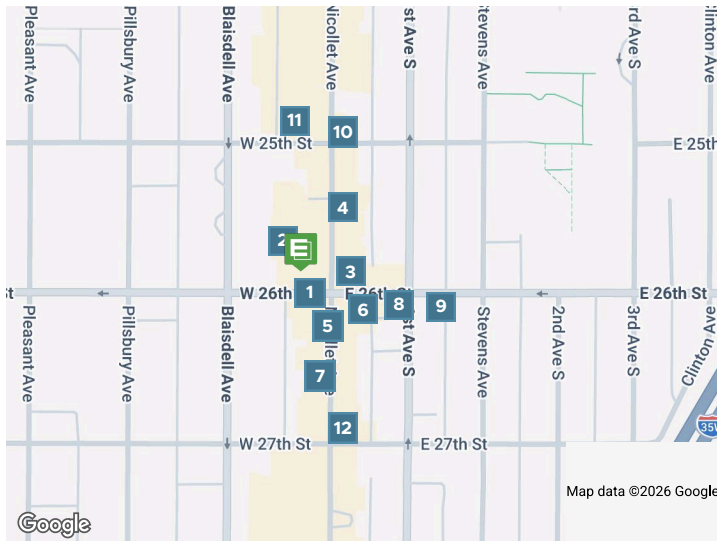 Pleasant Ave
Pillsbury Ave
Blaisdell Ave
Nicollet Ave
st Ave S
Stevens Ave
rd Ave S
Clinton Ave
11
10
W 25th St
E 25th
4
2
E
3
st
W 26th
1
E 26th St
6
8
9
E 26th St
5
7
Pleasant Ave
Pillsbury Ave
Blaisdell Ave
st Ave S
Stevens Ave
2nd Ave S
3rd Ave S
Clinton Ave
12
W 27th St
E 27th St
35W
Map data ©2026 Google
Google